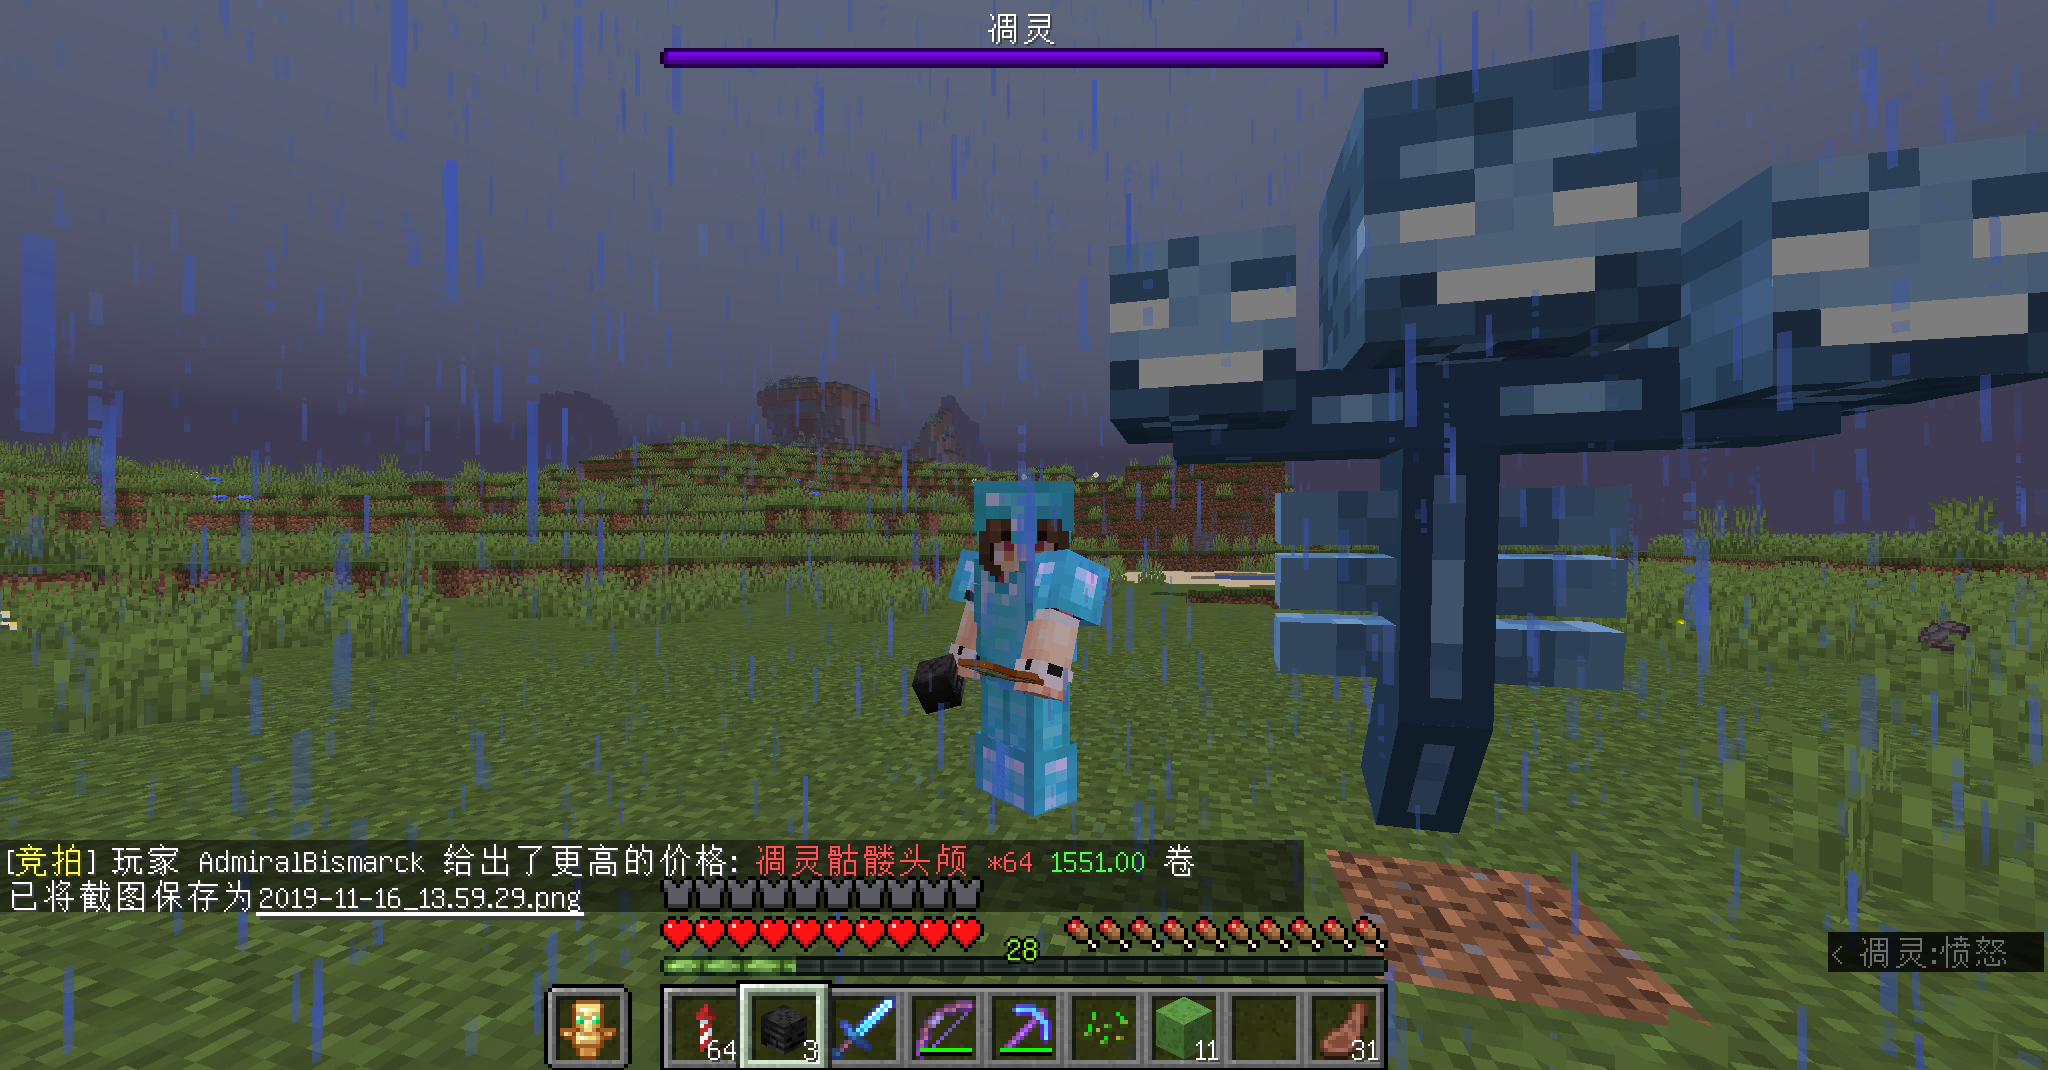 凋灵
[竞拍] 玩家 AdmiralBismarck 给出了更高的价格: 凋灵骷髅头颅 *64 1551.00 卷
已将截图保存为2019-11-16_13.59.29.png
28
< 凋灵:愤怒
64 3 11 31